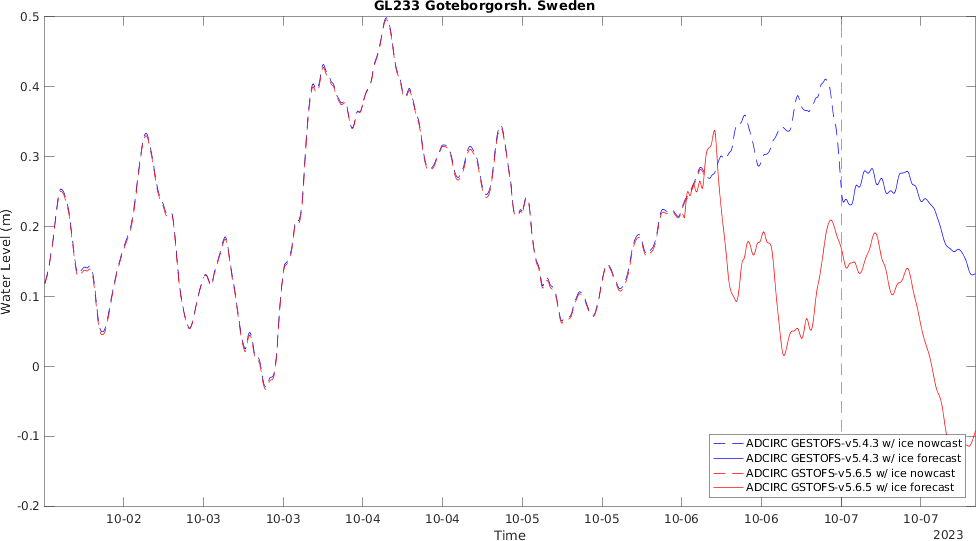 GL233 Goteborgorsh. Sweden
0.5
0.4
0.3
0.2
0.1
0
-0.1
-0.2
Water Level (m)
ADCIRC GESTOFS-v5.4.3 w/ ice nowcast
ADCIRC GESTOFS-v5.4.3 w/ ice forecast
ADCIRC GSTOFS-v5.6.5 w/ ice nowcast
ADCIRC GSTOFS-v5.6.5 w/ ice forecast
10-02 10-03 10-03 10-04 10-04 10-05 10-05 10-06 10-06 10-07 10-07
Time 2023